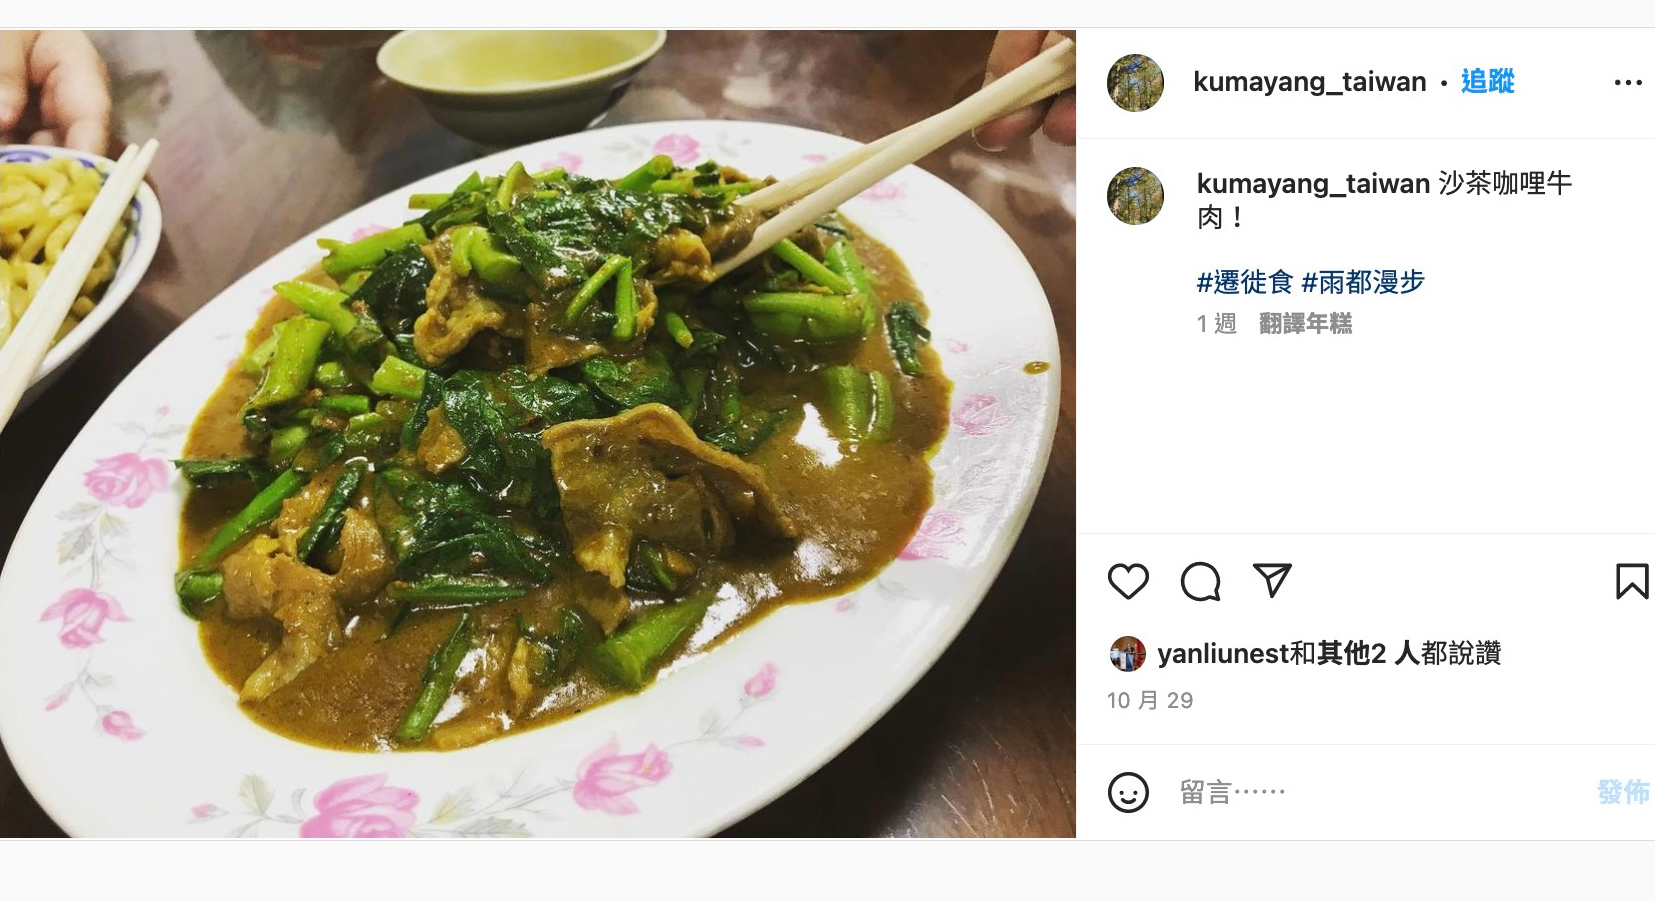 kumayang_taiwan • 追蹤
kumayang_taiwan 沙茶咖哩牛
肉！
#遷徙食 #雨都漫步
1 週 翻譯年糕
yanliunest和其他2 人都說讚
10 月 29
留言⋯⋯
發佈